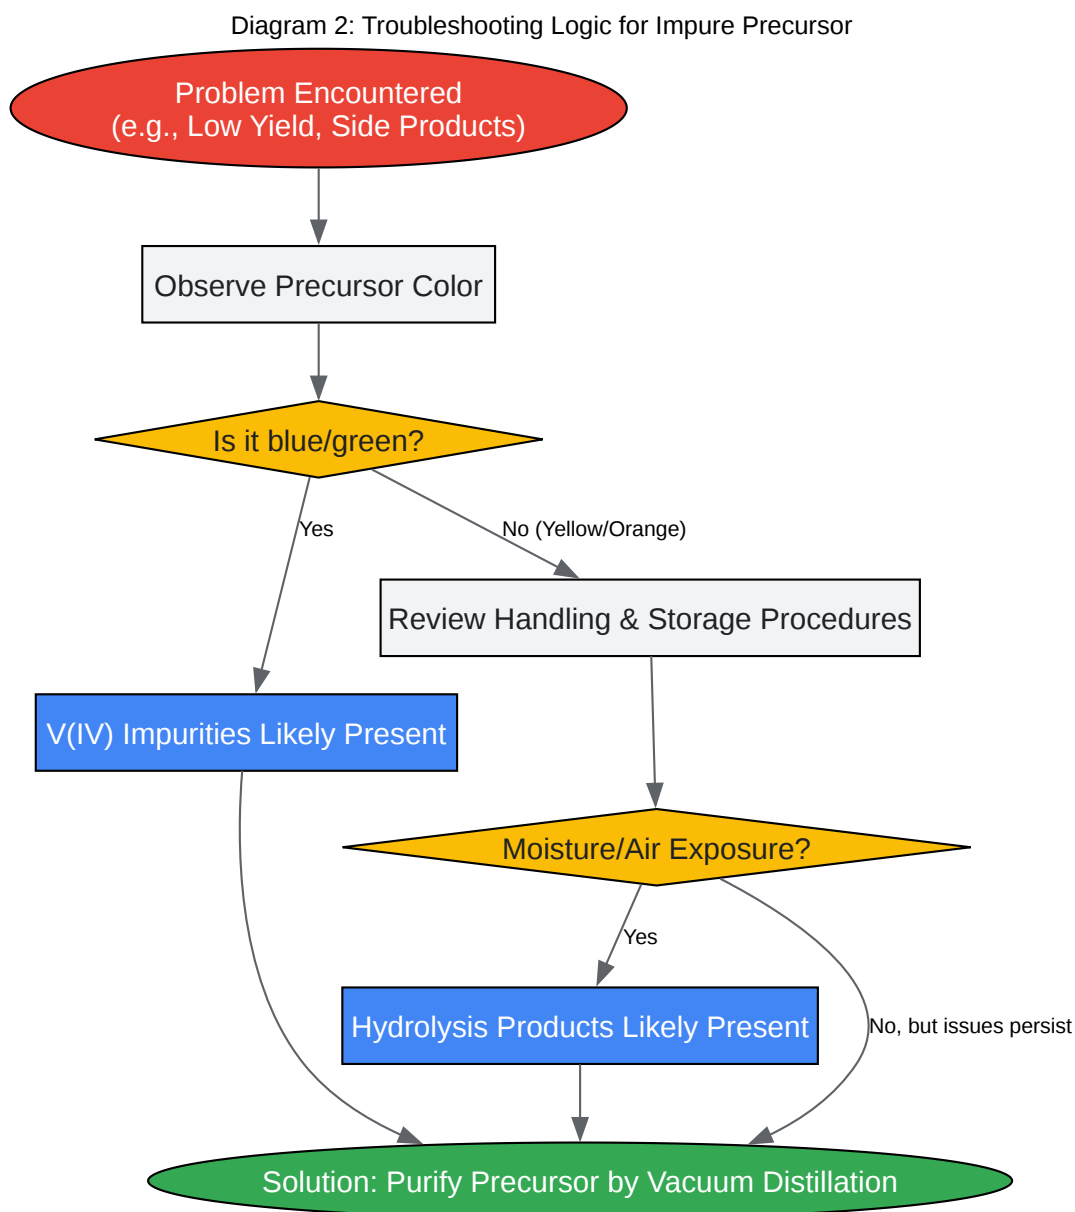 Diagram 2: Troubleshooting Logic for Impure Precursor
Problem Encountered
(e.g., Low Yield, Side Products)
Observe Precursor Color
Is it blue/green?
Yes
No (Yellow/Orange)
Review Handling & Storage Procedures
V(IV) Impurities Likely Present
Moisture/Air Exposure?
Yes
Hydrolysis Products Likely Present
No, but issues persist
Solution: Purify Precursor by Vacuum Distillation